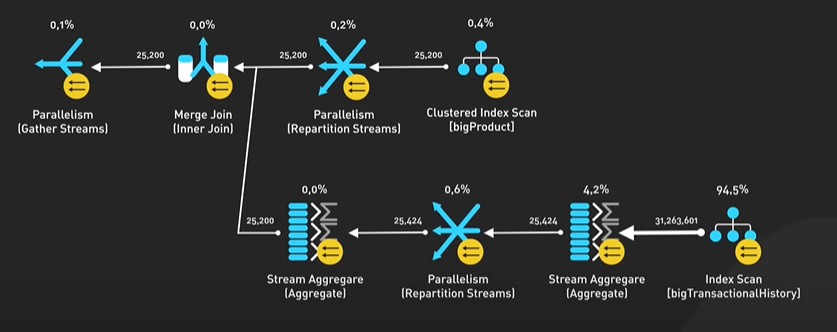 0,1%
0,0%
0,2%
0,4%
25,200
25,200
25,200
Parallelism
(Gather Streams)
Merge Join
(Inner Join)
Parallelism
(Repartition Streams)
Clustered Index Scan
[bigProduct]
0,0%
0,6%
4,2%
94,5%
25,200
25,424
25,424
31,263,601
Stream Aggregare
(Aggregate)
Parallelism
(Repartition Streams)
Stream Aggregare
(Aggregate)
Index Scan
[bigTransactionalHistory]